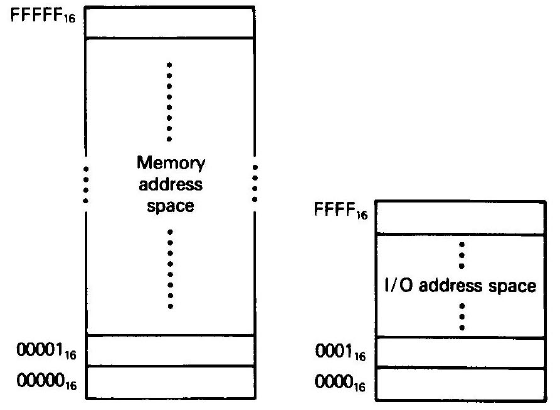 FFFFF₁₆
Memory
address
space
00001₁₆
00000₁₆
FFFF₁₆
I/O address space
0001₁₆
0000₁₆